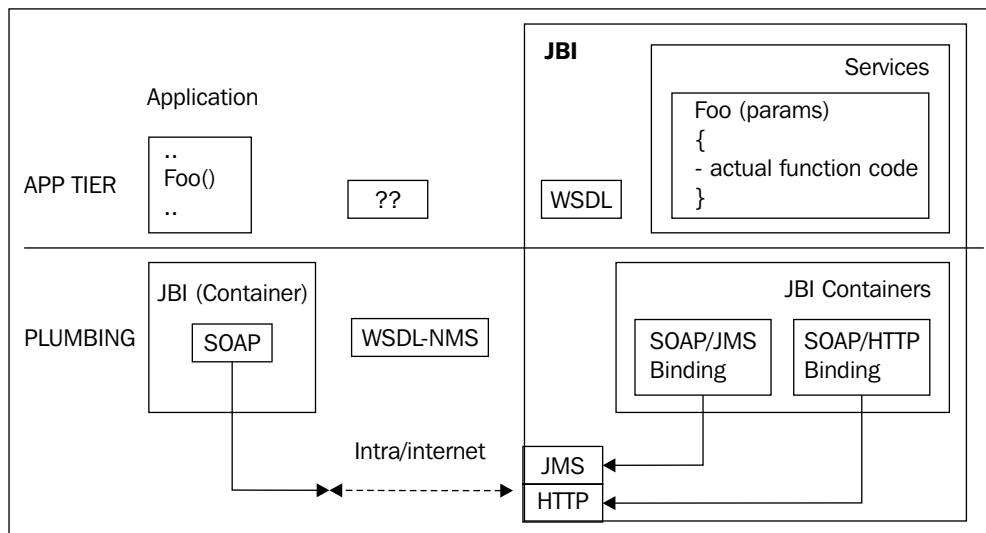 JBI
Services
Application
Foo (params)
{
- actual function code
}
..
Foo()
..
APP TIER
??
WSDL
JBI (Container)
JBI Containers
PLUMBING
SOAP
WSDL-NMS
SOAP/JMS
Binding
SOAP/HTTP
Binding
Intra/internet
JMS
HTTP